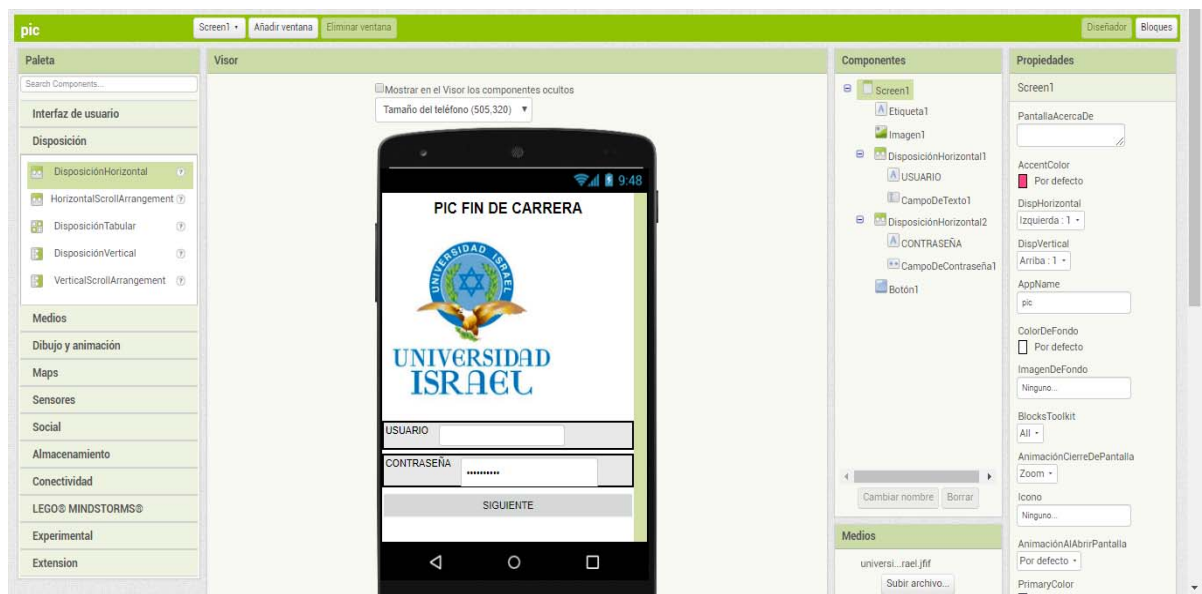 pic
Screen1
Añadir ventana
Eliminar ventana
Diseñador
Bloques
Paleta
Search Components...
Interfaz de usuario
Disposición
DisposiciónHorizontal
HorizontalScrollArrangement
DisposiciónTabular
DisposiciónVertical
VerticalScrollArrangement
Medios
Dibujo y animación
Maps
Sensores
Social
Almacenamiento
Conectividad
LEGO® MINDSTORMS®
Experimental
Extension
Visor
Mostrar en el Visor los componentes ocultos
Tamaño del teléfono (505,320)
9:48
PIC FIN DE CARRERA
UNIVERSIDAD ISRAEL
UNIVERSIDAD
ISRAEL
USUARIO
CONTRASEÑA ••••••••••
SIGUIENTE
Componentes
Screen1
Etiqueta1
Imagen1
DisposiciónHorizontal1
USUARIO
CampoDeTexto1
DisposiciónHorizontal2
CONTRASEÑA
CampoDeContraseña1
Botón1
Cambiar nombre
Borrar
Medios
universi...rael.jfif
Subir archivo...
Propiedades
Screen1
PantallaAcercaDe
AccentColor
Por defecto
DispHorizontal
Izquierda : 1
DispVertical
Arriba : 1
AppName
pic
ColorDeFondo
Por defecto
ImagenDeFondo
Ninguno...
BlocksToolkit
All
AnimaciónCierreDePantalla
Zoom
Icono
Ninguno...
AnimaciónAlAbrirPantalla
Por defecto
PrimaryColor